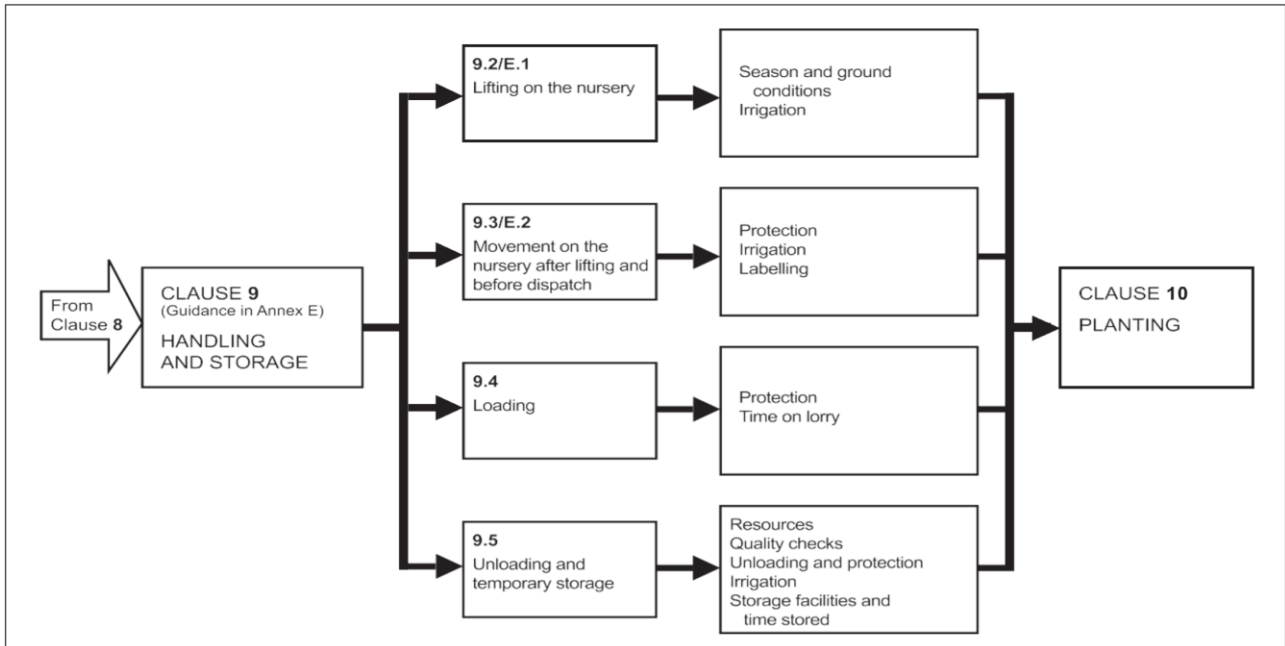 From
Clause 8
CLAUSE 9
(Guidance in Annex E)
HANDLING
AND STORAGE
9.2/E.1
Lifting on the nursery
Season and ground
conditions
Irrigation
9.3/E.2
Movement on the
nursery after lifting and
before dispatch
Protection
Irrigation
Labelling
9.4
Loading
Protection
Time on lorry
9.5
Unloading and
temporary storage
Resources
Quality checks
Unloading and protection
Irrigation
Storage facilities and
time stored
CLAUSE 10
PLANTING